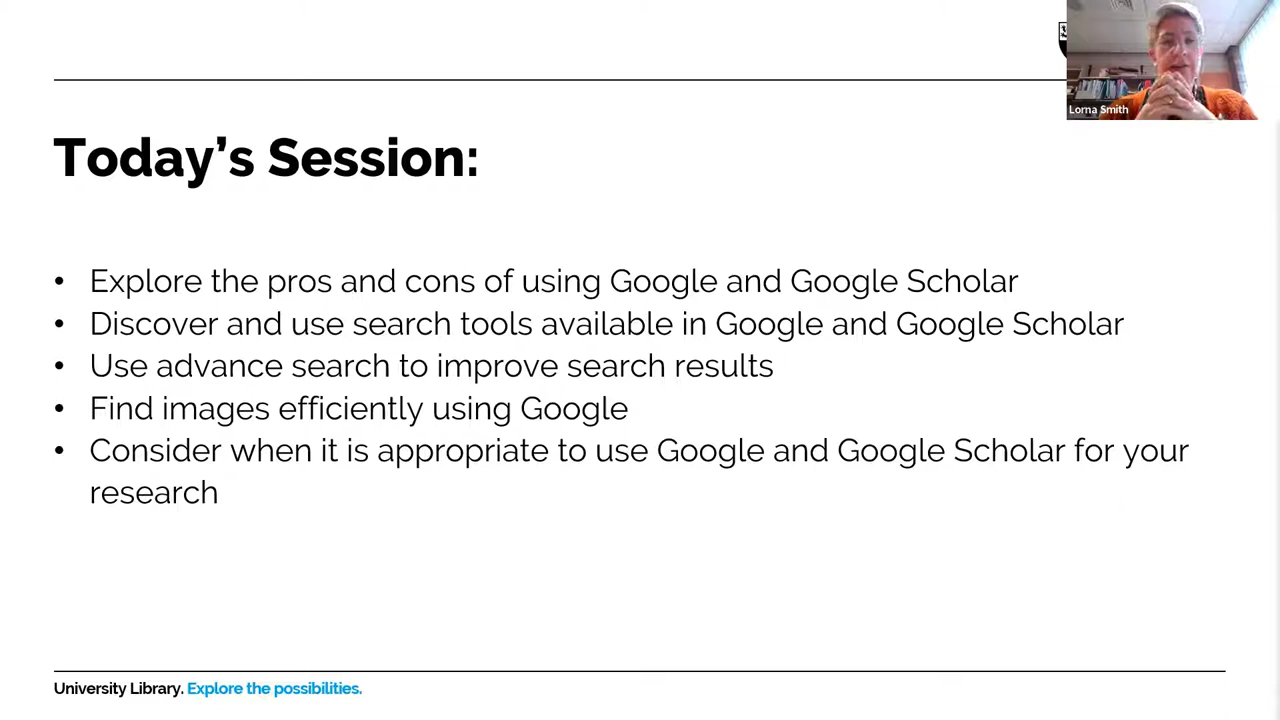 Lorna Smith
Today's Session:
• Explore the pros and cons of using Google and Google Scholar
• Discover and use search tools available in Google and Google Scholar
• Use advance search to improve search results
• Find images efficiently using Google
• Consider when it is appropriate to use Google and Google Scholar for your
research
University Library. Explore the possibilities.